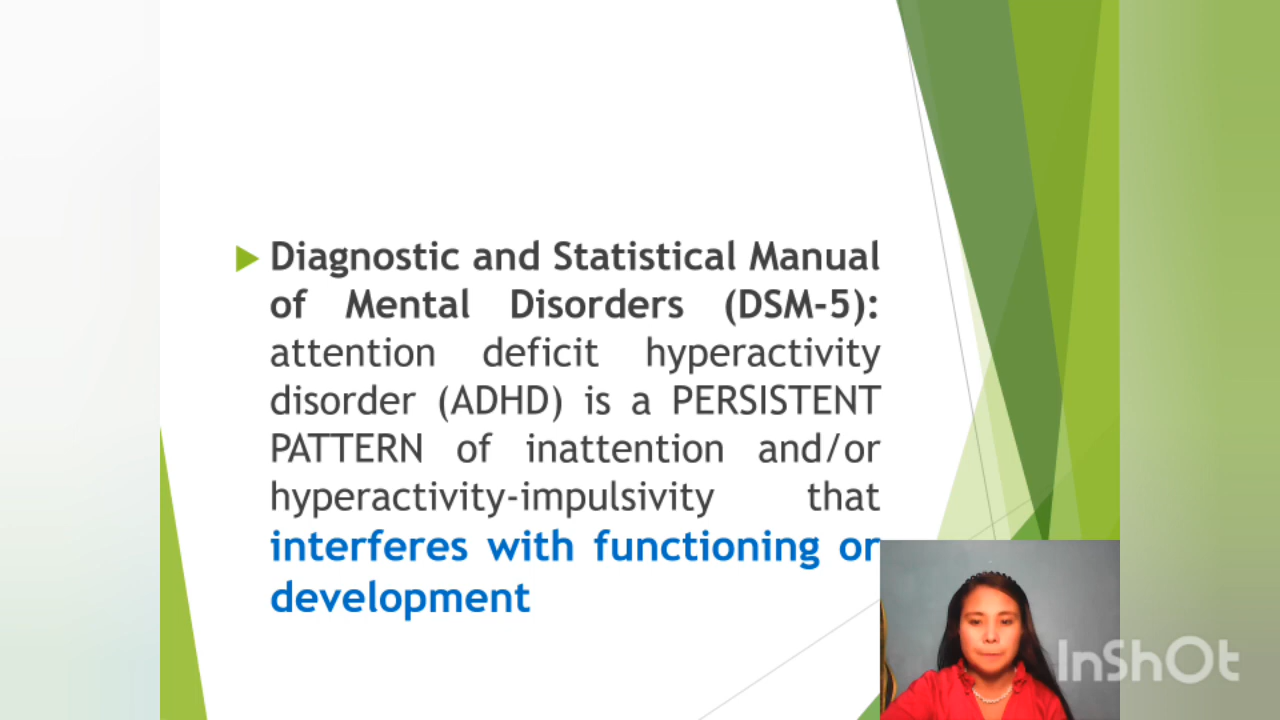 Diagnostic and Statistical Manual
of Mental Disorders (DSM-5):
attention deficit hyperactivity
disorder (ADHD) is a PERSISTENT
PATTERN of inattention and/or
hyperactivity-impulsivity that
interferes with functioning or
development
InShOt